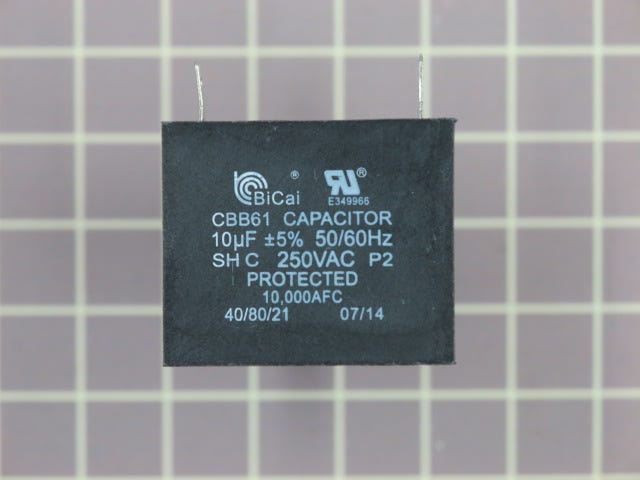 BiCai ® RU ®
E349966
CBB61 CAPACITOR
10µF ±5% 50/60Hz
SH C 250VAC P2
PROTECTED
10,000AFC
40/80/21 07/14